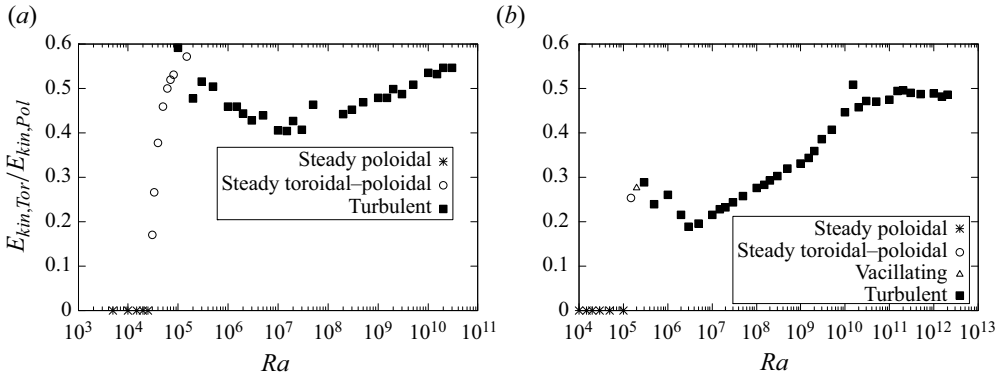 (a)
0.6
0.5
0.4
0.3
0.2
0.1
0
E_{kin,Tor}/E_{kin,Pol}
Steady poloidal
Steady toroidal–poloidal
Turbulent
10^3 10^4 10^5 10^6 10^7 10^8 10^9 10^{10} 10^{11}
Ra
(b)
0.6
0.5
0.4
0.3
0.2
0.1
0
Steady poloidal
Steady toroidal–poloidal
Vacillating
Turbulent
10^4 10^5 10^6 10^7 10^8 10^9 10^{10} 10^{11} 10^{12} 10^{13}
Ra